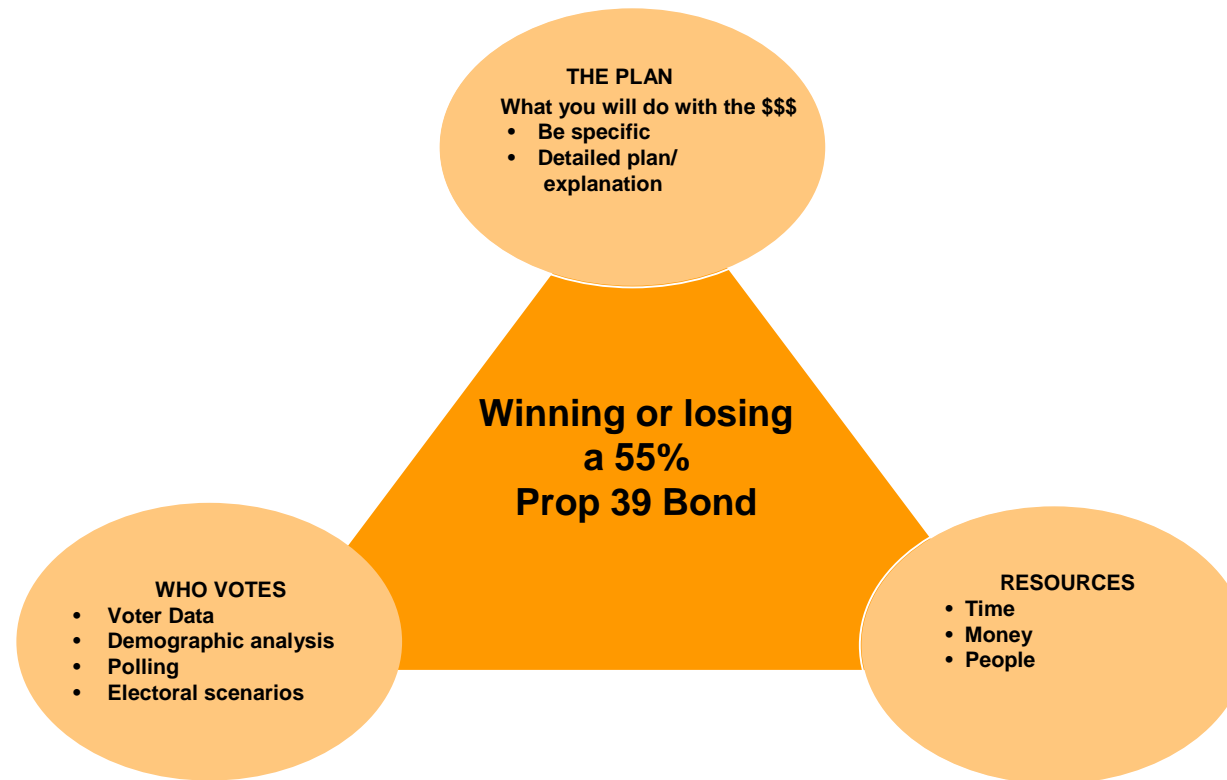 THE PLAN
What you will do with the $$$
• Be specific
• Detailed plan/
explanation
Winning or losing
a 55%
Prop 39 Bond
WHO VOTES
• Voter Data
• Demographic analysis
• Polling
• Electoral scenarios
RESOURCES
• Time
• Money
• People